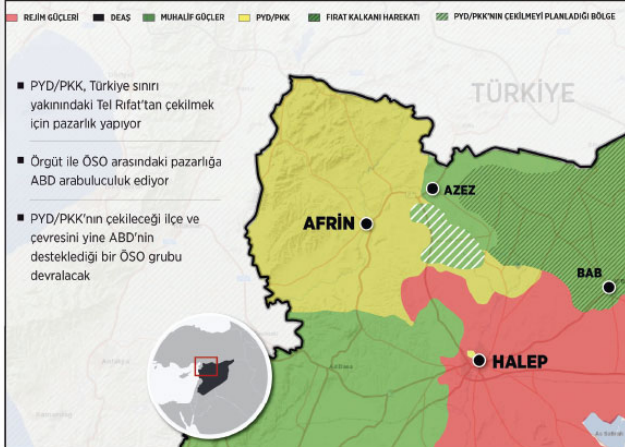 REJİM GÜÇLERİ
DEAŞ
MUHALİF GÜÇLER
PYD/PKK
FIRAT KALKANI HAREKATI
PYD/PKK'NIN ÇEKİLMEYİ PLANLADIĞI BÖLGE
PYD/PKK, Türkiye sınırı
yakınındaki Tel Rıfat'tan çekilmek
için pazarlık yapıyor
Örgüt ile ÖSO arasındaki pazarlığa
ABD arabuluculuk ediyor
PYD/PKK'nın çekileceği ilçe ve
çevresini yine ABD'nin
desteklediği bir ÖSO grubu
devralacak
TÜRKİYE
AZEZ
AFRİN
BAB
HALEP